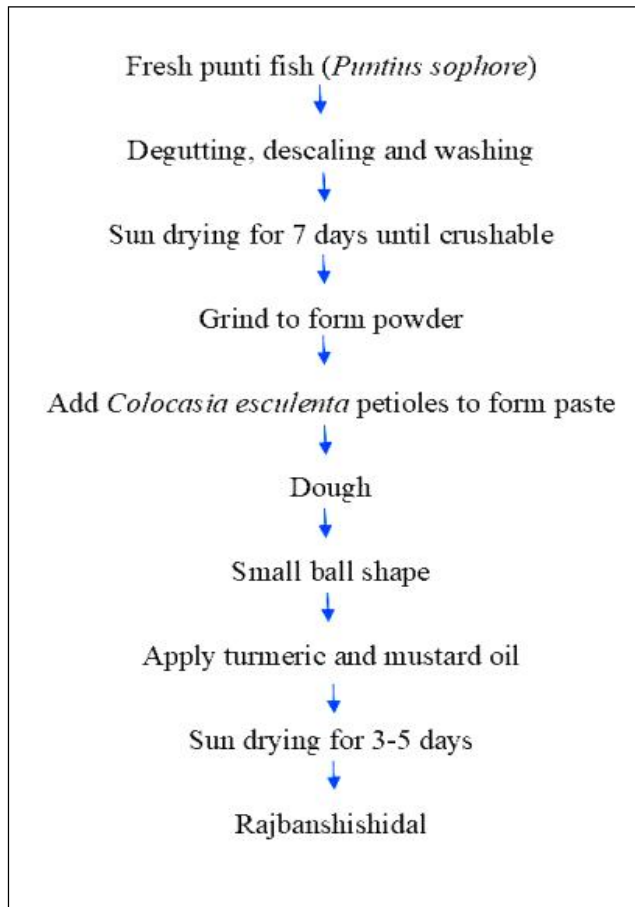 Fresh punti fish (Puntius sophore)
Degutting, descaling and washing
Sun drying for 7 days until crushable
Grind to form powder
Add Colocasia esculenta petioles to form paste
Dough
Small ball shape
Apply turmeric and mustard oil
Sun drying for 3-5 days
Rajbanshishidal